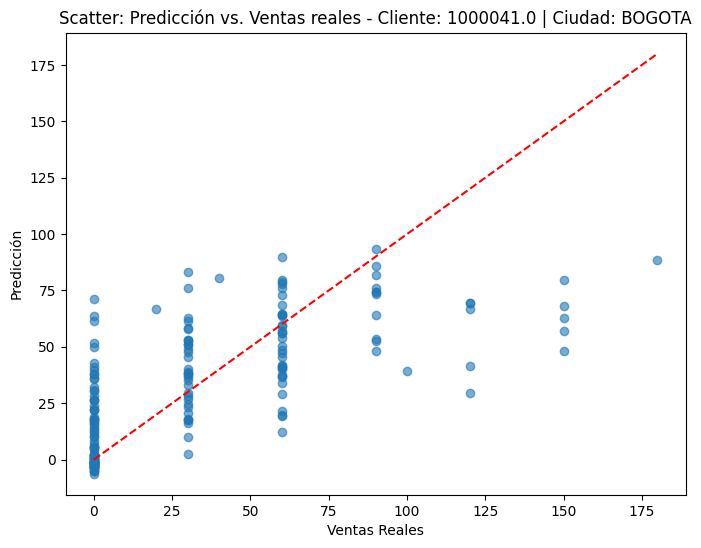 Scatter: Predicción vs. Ventas reales - Cliente: 1000041.0 | Ciudad: BOGOTA
175
150
125
100
75
50
25
0
Predicción
0 25 50 75 100 125 150 175
Ventas Reales